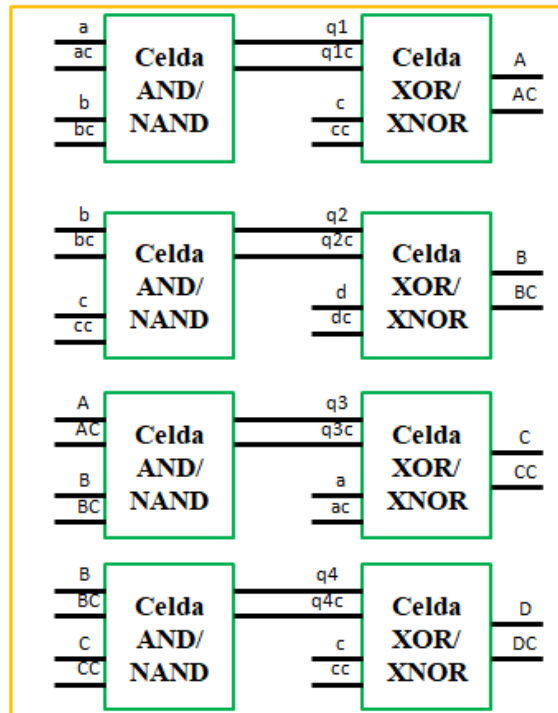 a
ac
b
bc
Celda
AND/
NAND
q1
q1c
c
cc
Celda
XOR/
XNOR
A
AC
b
bc
c
cc
Celda
AND/
NAND
q2
q2c
d
dc
Celda
XOR/
XNOR
B
BC
A
AC
B
BC
Celda
AND/
NAND
q3
q3c
a
ac
Celda
XOR/
XNOR
C
CC
B
BC
C
CC
Celda
AND/
NAND
q4
q4c
c
cc
Celda
XOR/
XNOR
D
DC